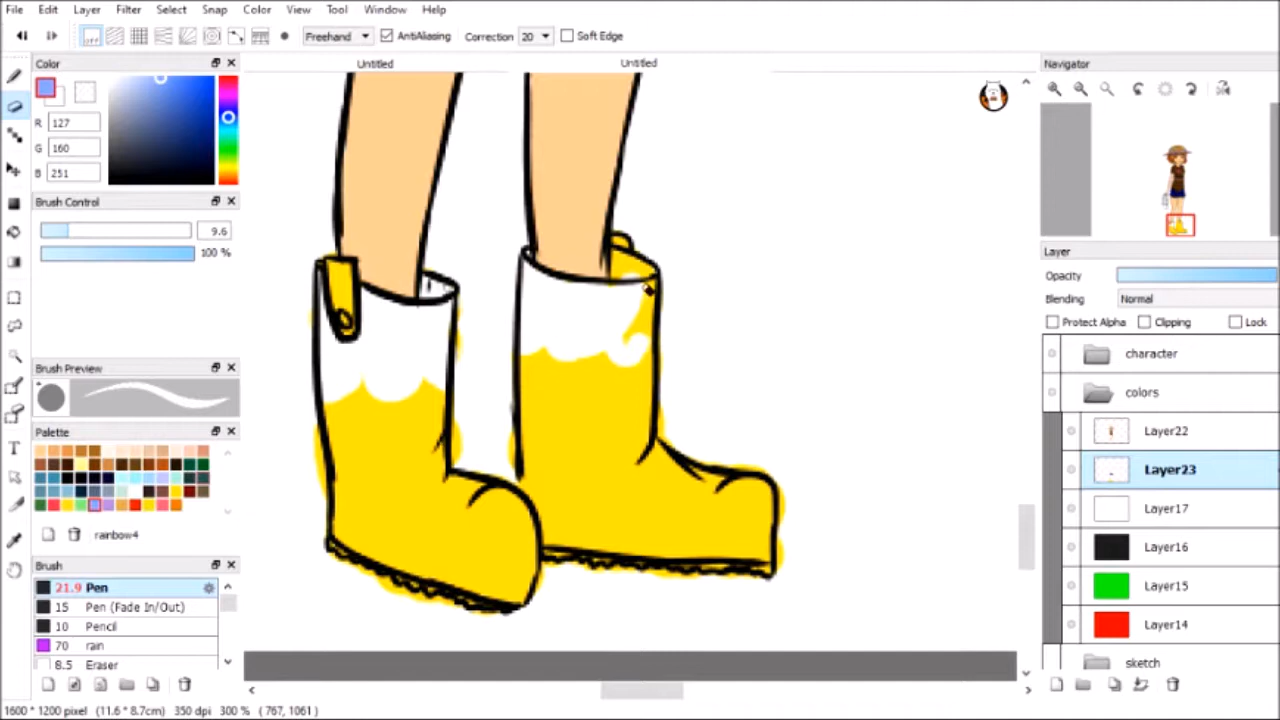 File Edit Layer Filter Select Snap Color View Tool Window Help
Freehand AntiAliasing Correction 20 Soft Edge
Color
Untitled Untitled
Navigator
R 127
G 160
B 251
Brush Control
9.6
100 %
Layer
Opacity
Blending Normal
Protect Alpha Clipping Lock
character
Brush Preview
colors
Palette
Layer22
Layer23
Layer17
rainbow4
Layer16
Brush
21.9 Pen
Layer15
15 Pen (Fade In/Out)
10 Pencil
Layer14
70 rain
8.5 Eraser
sketch
1600 * 1200 pixel (11.6 * 8.7cm) 350 dpi 300 % ( 767, 1061 )